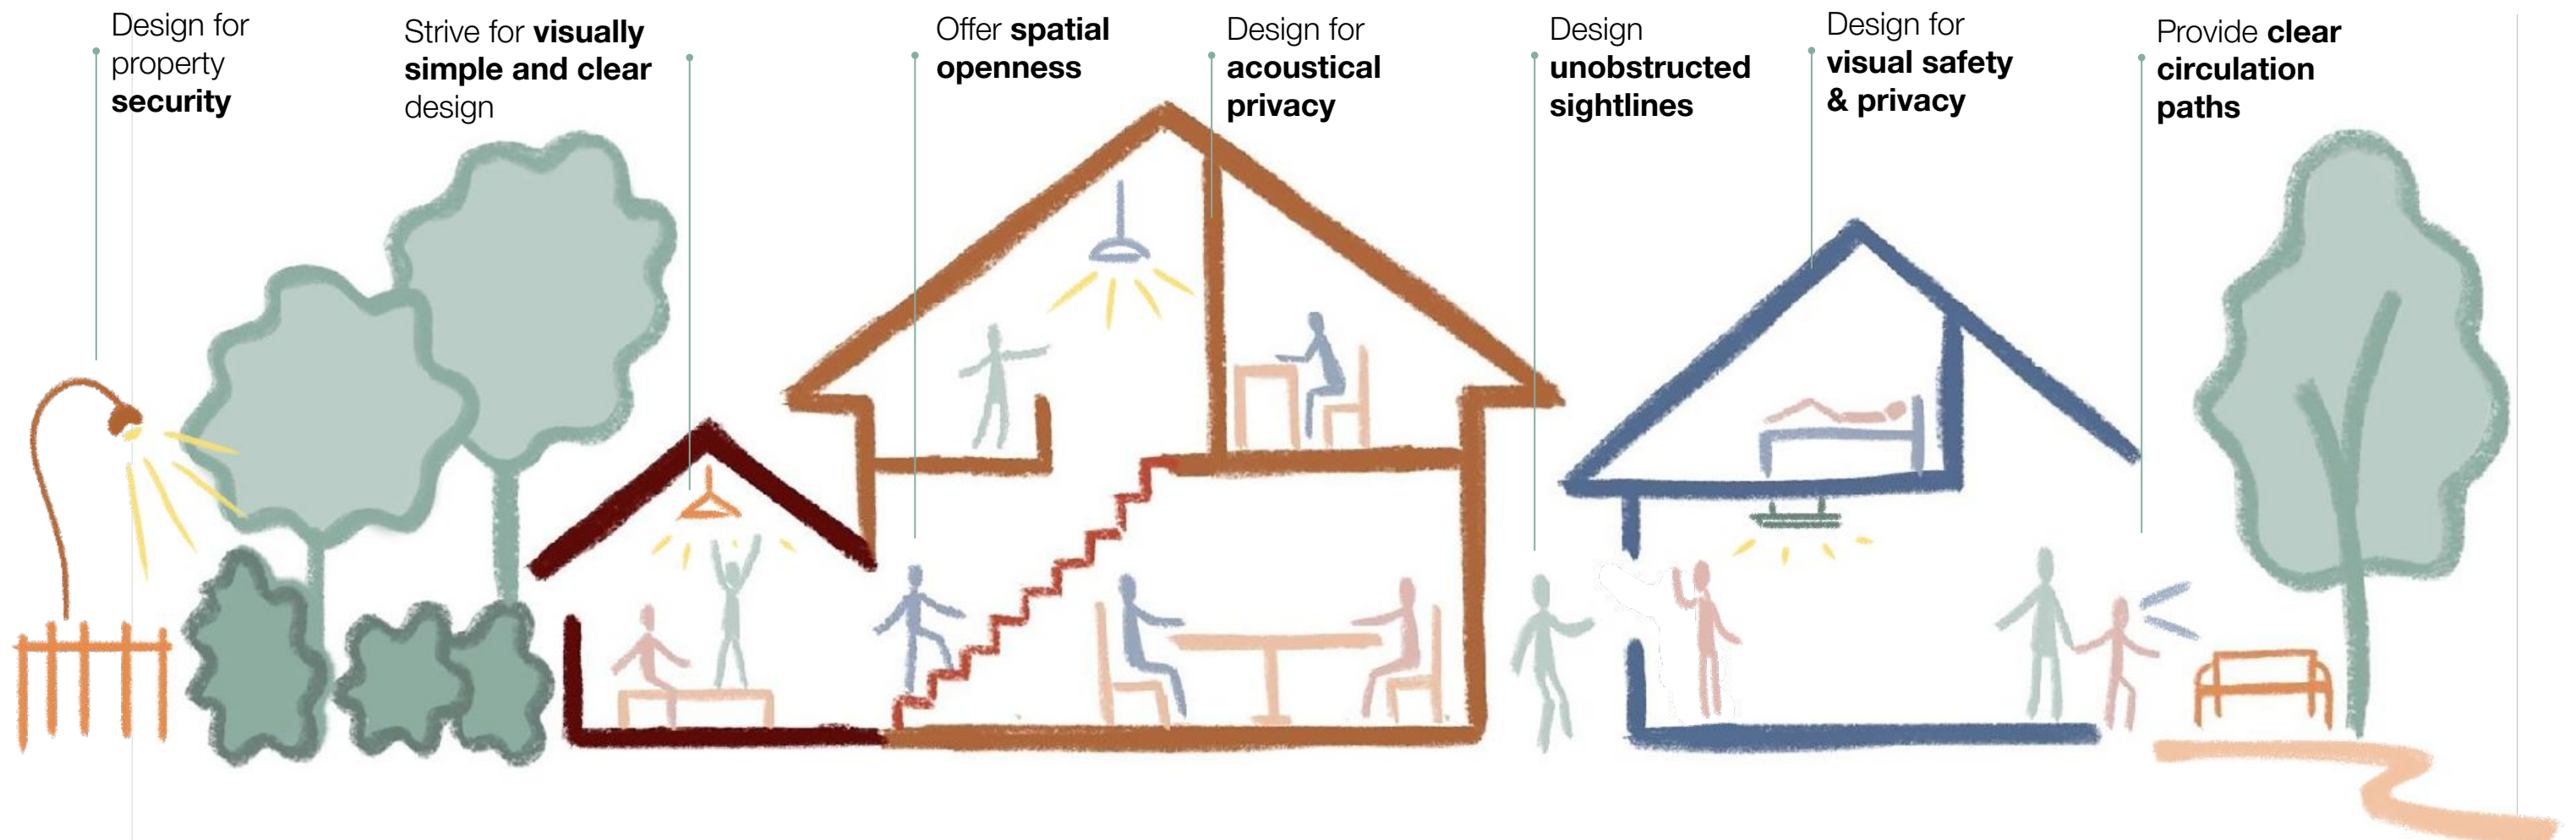 Design for
property
security
Strive for visually
simple and clear
design
Offer spatial
openness
Design for
acoustical
privacy
Design
unobstructed
sightlines
Design for
visual safety
& privacy
Provide clear
circulation
paths